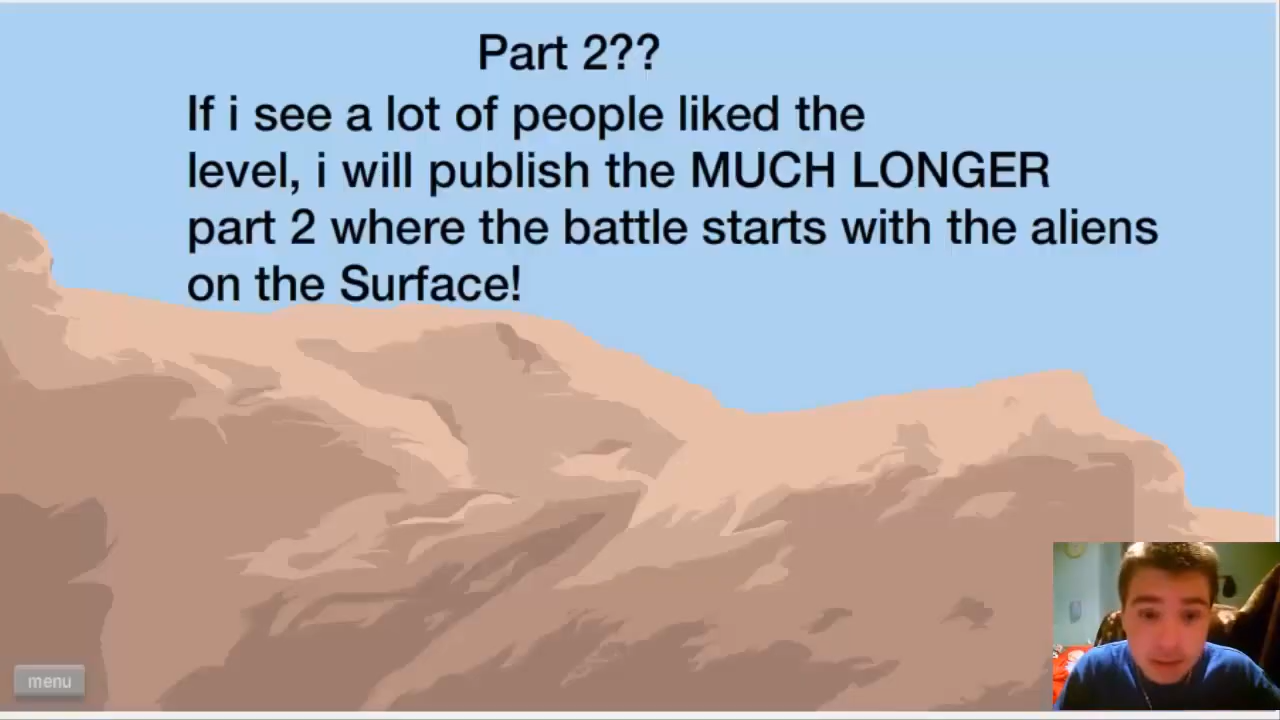 Part 2??
If i see a lot of people liked the
level, i will publish the MUCH LONGER
part 2 where the battle starts with the aliens
on the Surface!
menu